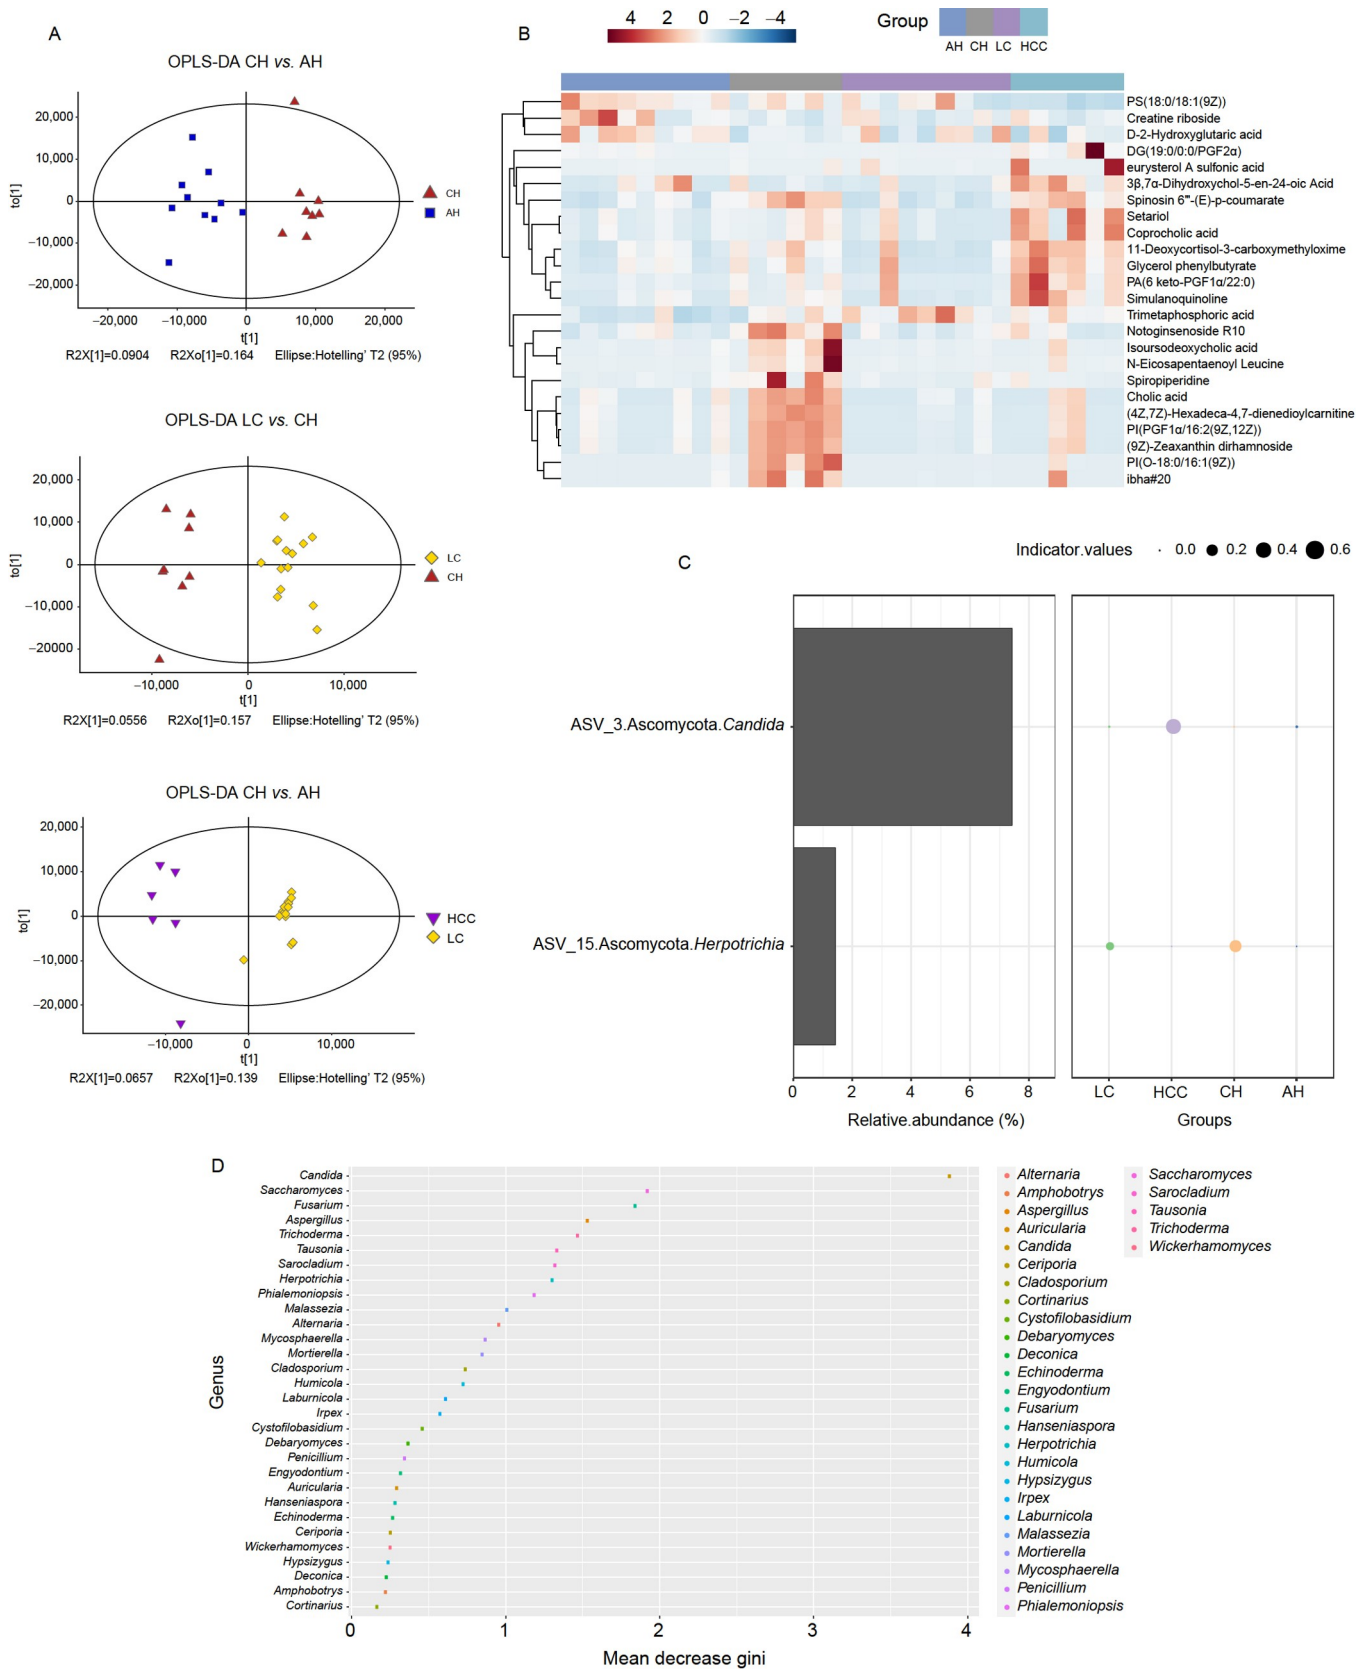 A
OPLS-DA CH vs. AH
to[1]
20,000
10,000
0
−10,000
−20,000
−20,000 −10,000 0 10,000 20,000
t[1]
CH
AH
R2X[1]=0.0904 R2Xo[1]=0.164 Ellipse:Hotelling' T2 (95%)
OPLS-DA LC vs. CH
to[1]
20,000
10,000
0
−10,000
−20000
−10,000 0 10,000
t[1]
LC
CH
R2X[1]=0.0556 R2Xo[1]=0.157 Ellipse:Hotelling' T2 (95%)
OPLS-DA CH vs. AH
to[1]
20,000
10,000
0
−10,000
−20,000
−10,000 0 10,000
t[1]
HCC
LC
R2X[1]=0.0657 R2Xo[1]=0.139 Ellipse:Hotelling' T2 (95%)
B
4 2 0 −2 −4
Group
AH CH LC HCC
PS(18:0/18:1(9Z))
Creatine riboside
D-2-Hydroxyglutaric acid
DG(19:0/0:0/PGF2α)
eurysterol A sulfonic acid
3β,7α-Dihydroxychol-5-en-24-oic Acid
Spinosin 6'''-(E)-p-coumarate
Setariol
Coprocholic acid
11-Deoxycortisol-3-carboxymethyloxime
Glycerol phenylbutyrate
PA(6 keto-PGF1α/22:0)
Simulanoquinoline
Trimetaphosphoric acid
Notoginsenoside R10
Isoursodeoxycholic acid
N-Eicosapentaenoyl Leucine
Spiropiperidine
Cholic acid
(4Z,7Z)-Hexadeca-4,7-dienedioylcarnitine
PI(PGF1α/16:2(9Z,12Z))
(9Z)-Zeaxanthin dirhamnoside
PI(O-18:0/16:1(9Z))
ibha#20
C
Indicator.values 0.0 0.2 0.4 0.6
ASV_3.Ascomycota.Candida
ASV_15.Ascomycota.Herpotrichia
0 2 4 6 8
Relative.abundance (%)
LC HCC CH AH
Groups
D
Genus
Candida
Saccharomyces
Fusarium
Aspergillus
Trichoderma
Tausonia
Sarocladium
Herpotrichia
Phialemoniopsis
Malassezia
Alternaria
Mycosphaerella
Mortierella
Cladosporium
Humicola
Laburnicola
Irpex
Cystofilobasidium
Debaryomyces
Penicillium
Engyodontium
Auricularia
Hanseniaspora
Echinoderma
Ceriporia
Wickerhamomyces
Hypsizygus
Deconica
Amphobotrys
Cortinarius
0 1 2 3 4
Mean decrease gini
Alternaria
Amphobotrys
Aspergillus
Auricularia
Candida
Ceriporia
Cladosporium
Cortinarius
Cystofilobasidium
Debaryomyces
Deconica
Echinoderma
Engyodontium
Fusarium
Hanseniaspora
Herpotrichia
Humicola
Hypsizygus
Irpex
Laburnicola
Malassezia
Mortierella
Mycosphaerella
Penicillium
Phialemoniopsis
Saccharomyces
Sarocladium
Tausonia
Trichoderma
Wickerhamomyces